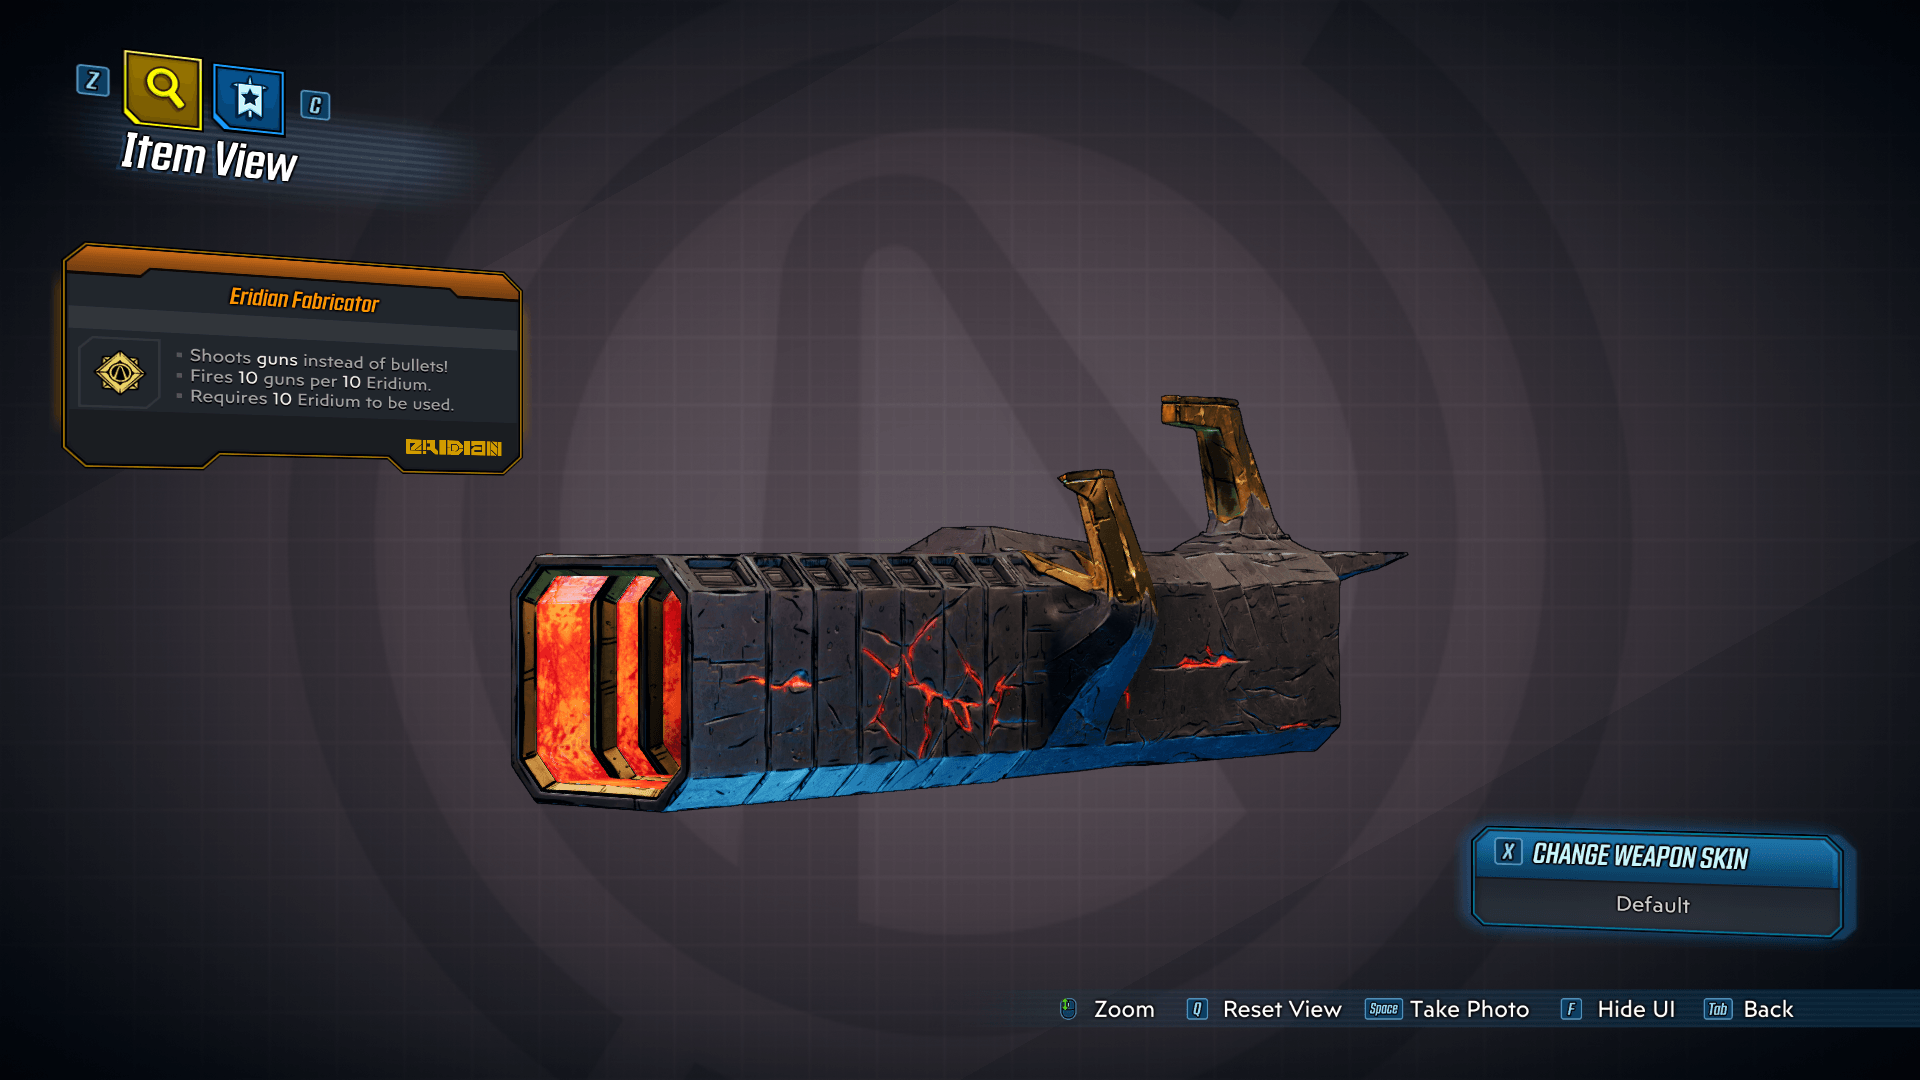 Z
C
Item View
Eridian Fabricator
Shoots guns instead of bullets!
Fires 10 guns per 10 Eridium.
Requires 10 Eridium to be used.
ERIDIAN
X CHANGE WEAPON SKIN
Default
Zoom Q Reset View Space Take Photo F Hide UI Tab Back